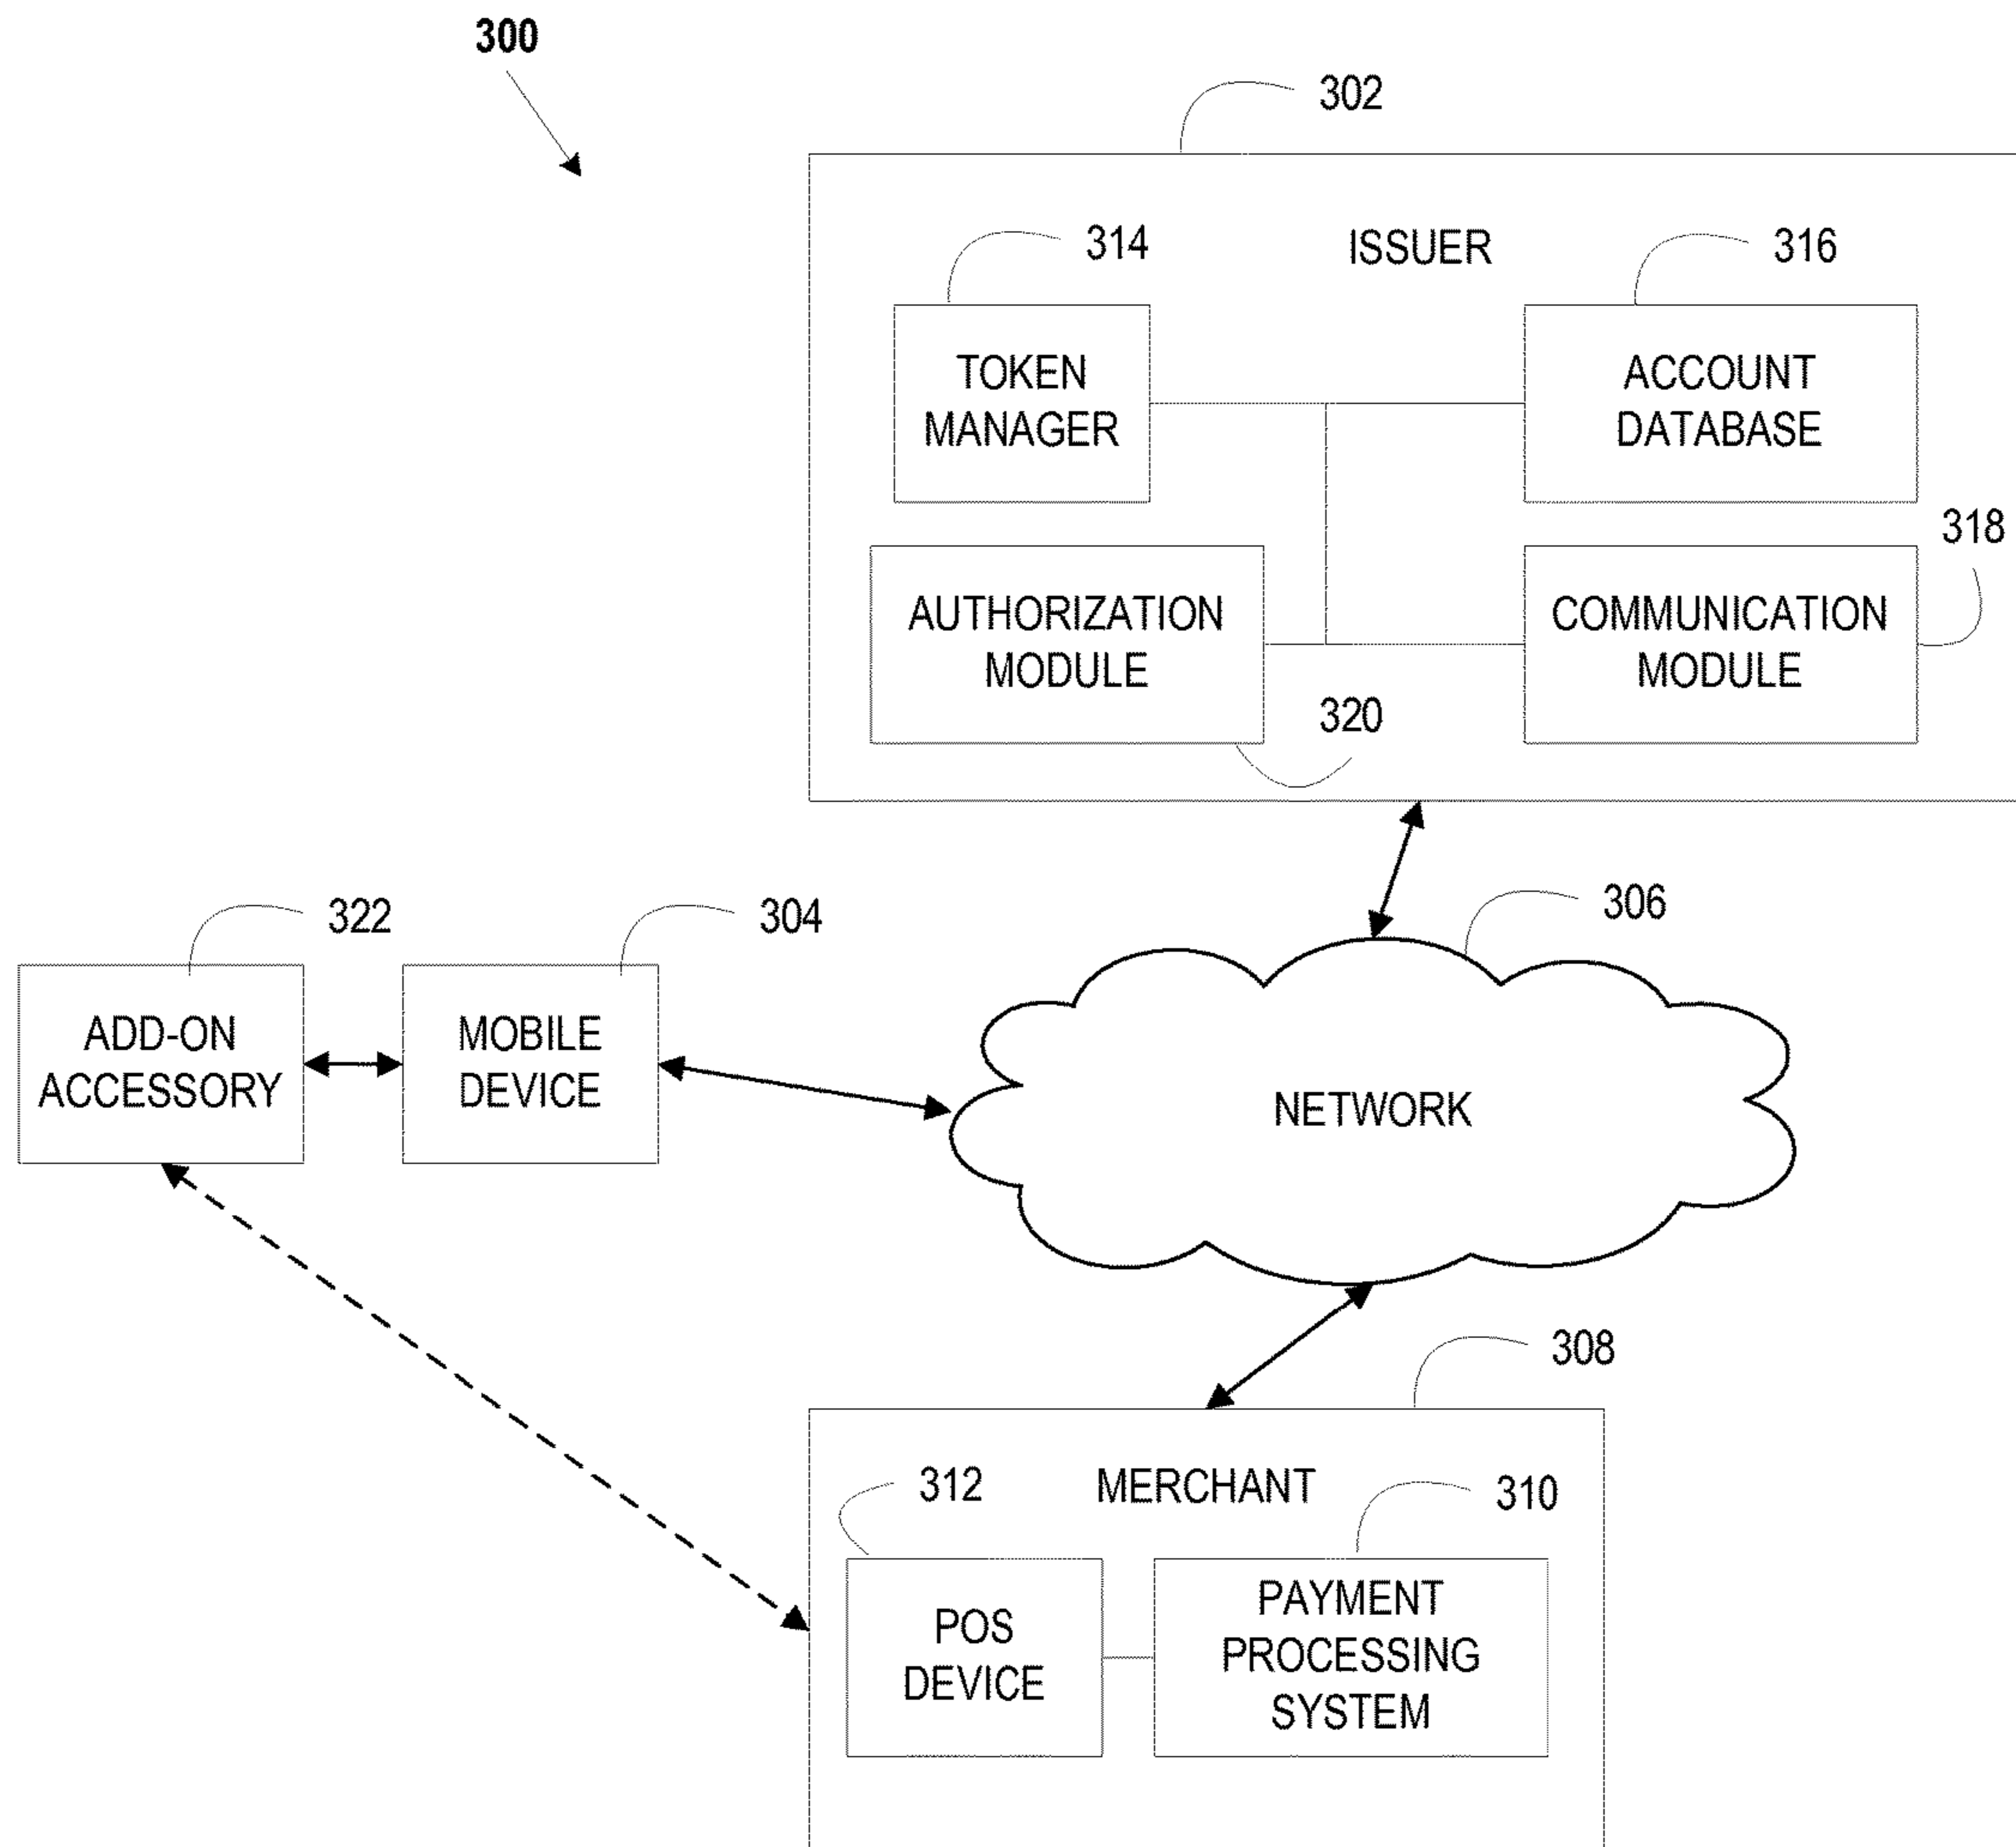 300
302
314
ISSUER
316
TOKEN
MANAGER
ACCOUNT
DATABASE
318
AUTHORIZATION
MODULE
COMMUNICATION
MODULE
320
322
304
306
ADD-ON
ACCESSORY
MOBILE
DEVICE
NETWORK
308
312
MERCHANT
310
POS
DEVICE
PAYMENT
PROCESSING
SYSTEM